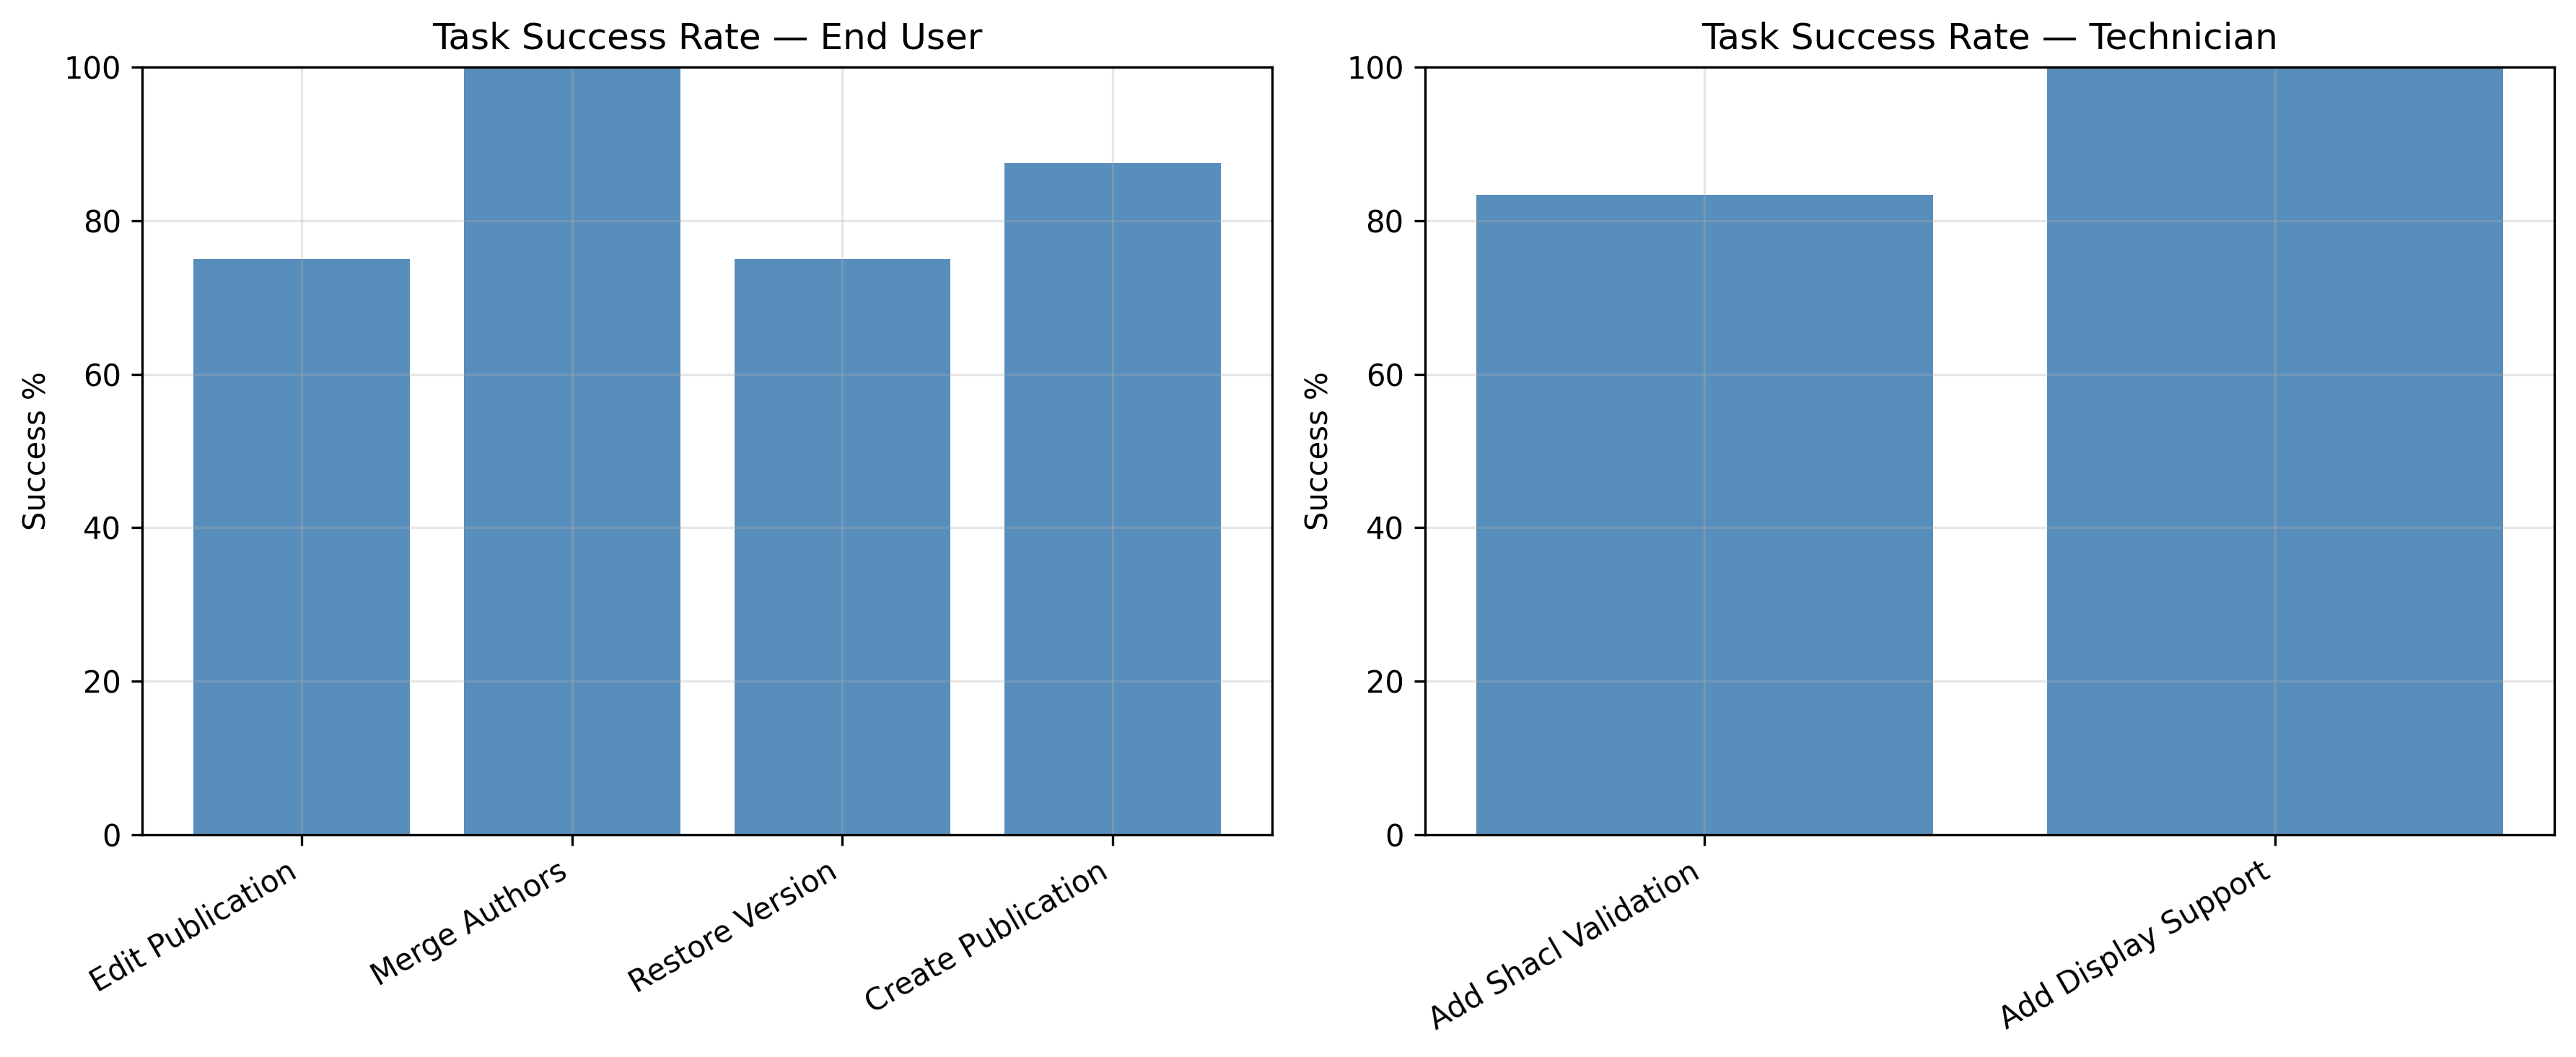 Task Success Rate — End User
100
80
60
40
20
0
Success %
Edit Publication
Merge Authors
Restore Version
Create Publication
Task Success Rate — Technician
100
80
60
40
20
0
Success %
Add Shacl Validation
Add Display Support